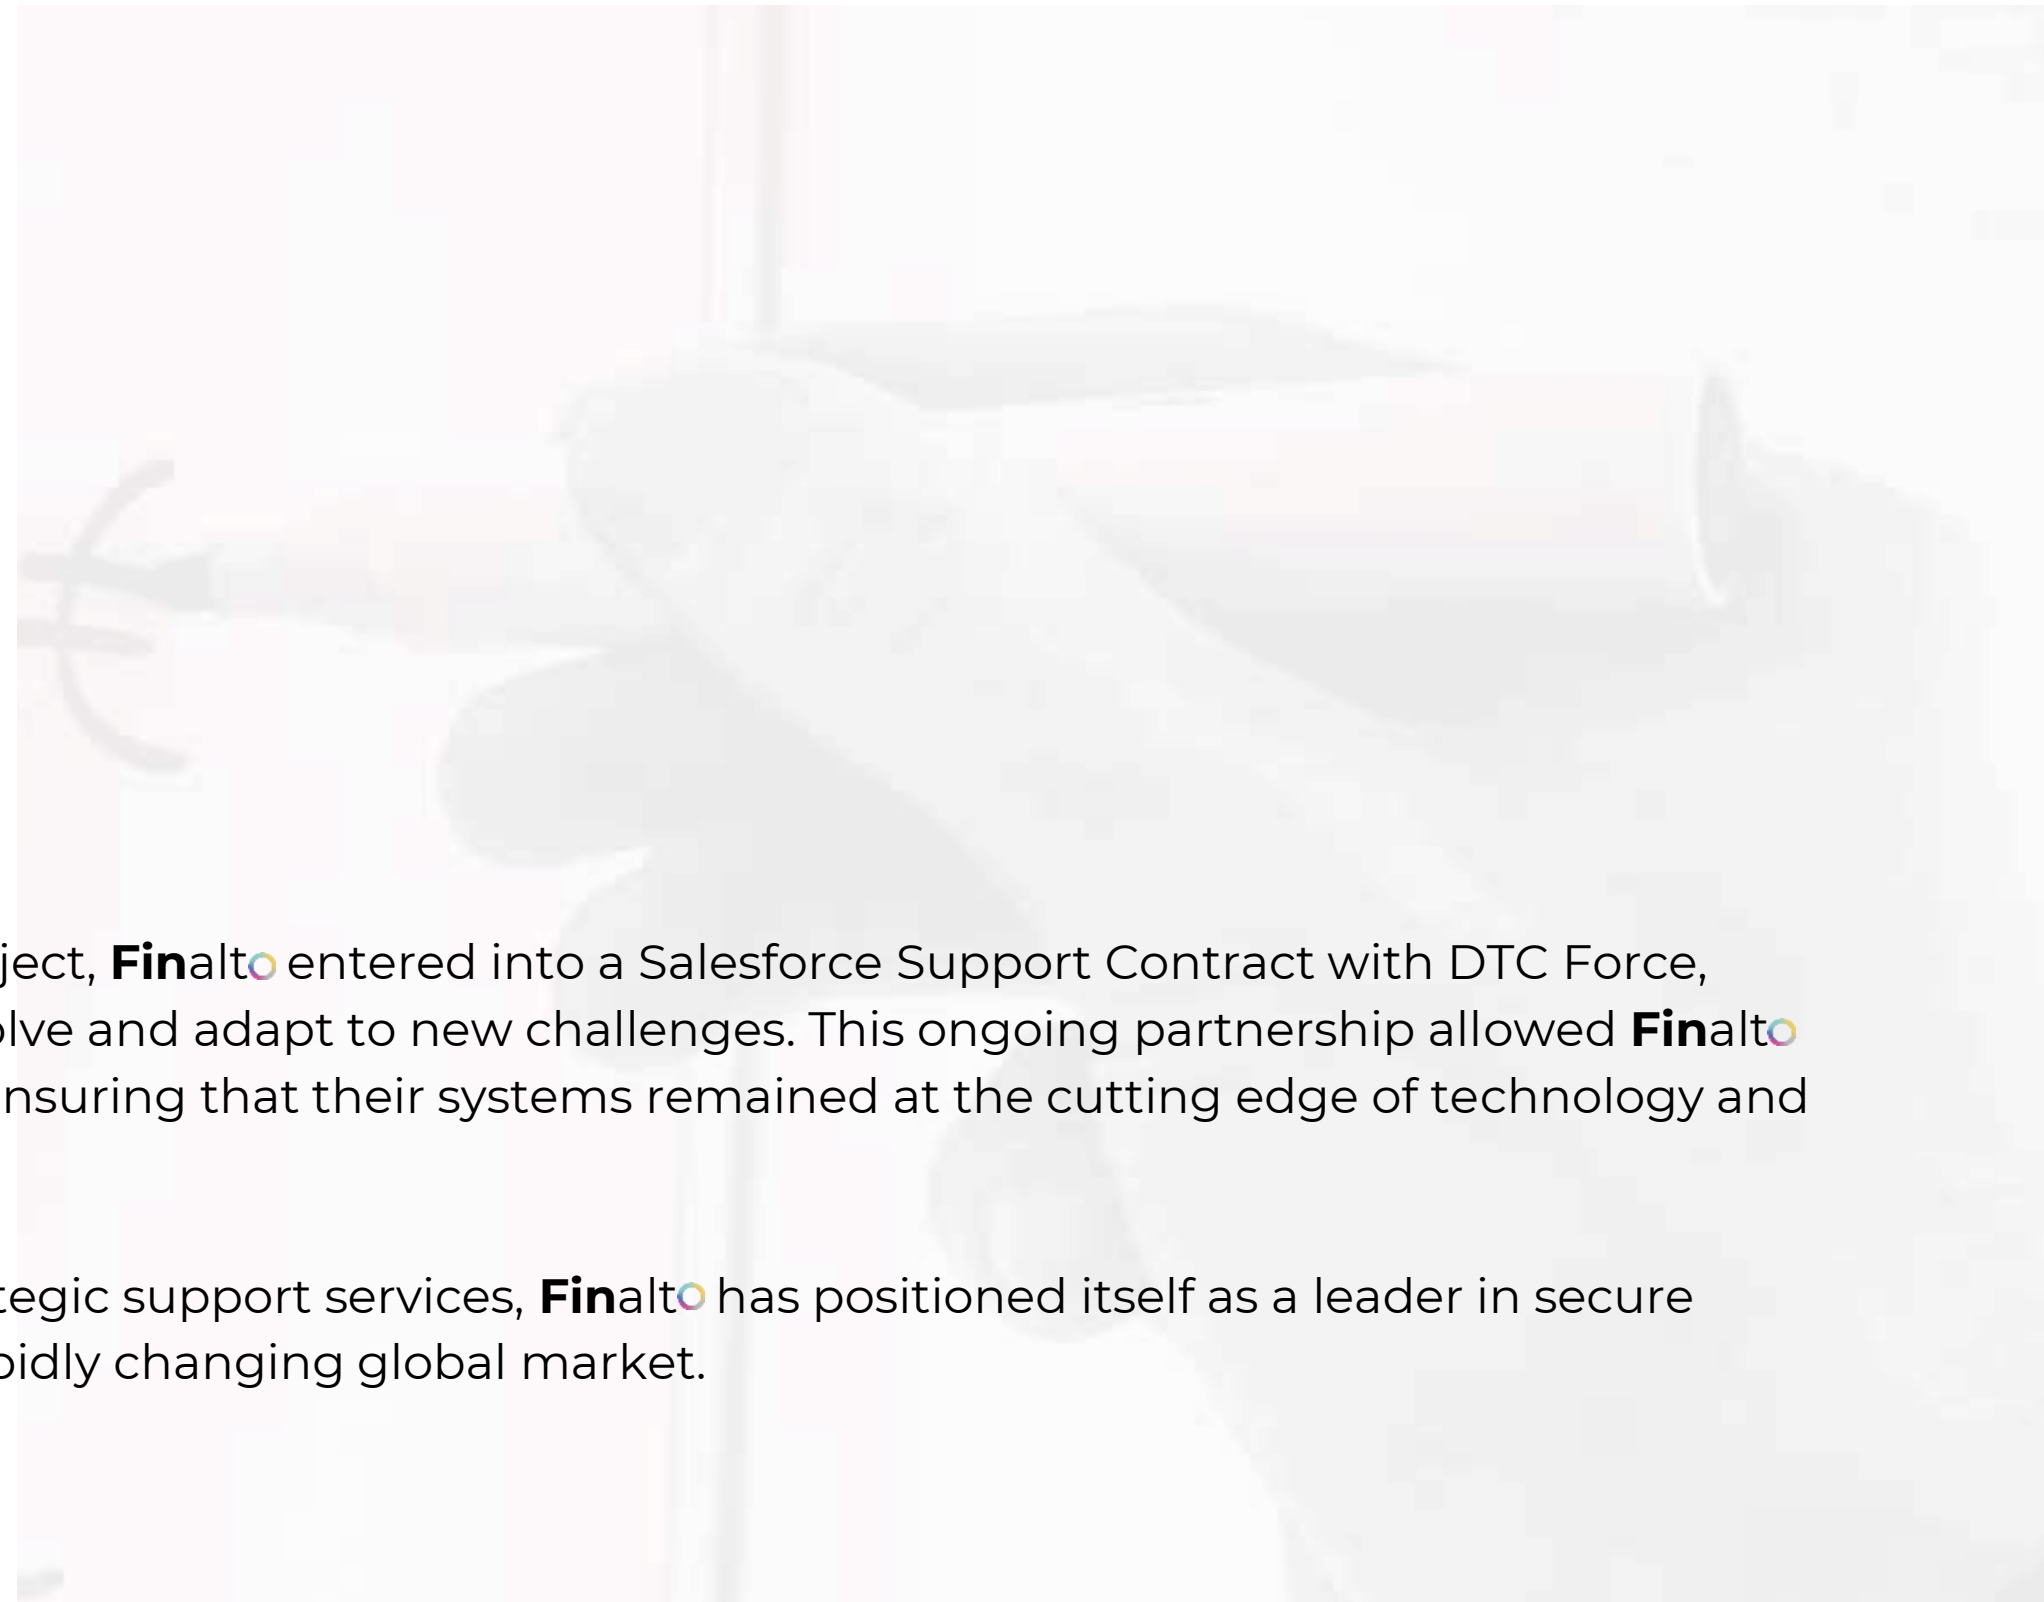 ject, Finalto entered into a Salesforce Support Contract with DTC Force,
lve and adapt to new challenges. This ongoing partnership allowed Finalto
nsuring that their systems remained at the cutting edge of technology and
tegic support services, Finalto has positioned itself as a leader in secure
pidly changing global market.